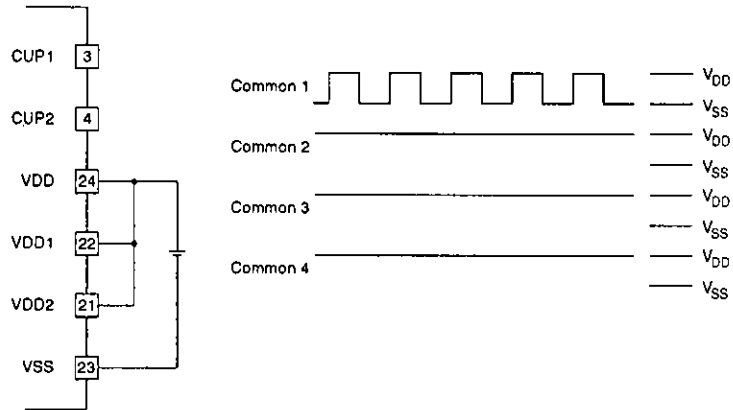 CUP1 3
CUP2 4
VDD 24
VDD1 22
VDD2 21
VSS 23
Common 1
VDD
VSS
Common 2
VDD
VSS
Common 3
VDD
VSS
Common 4
VDD
VSS